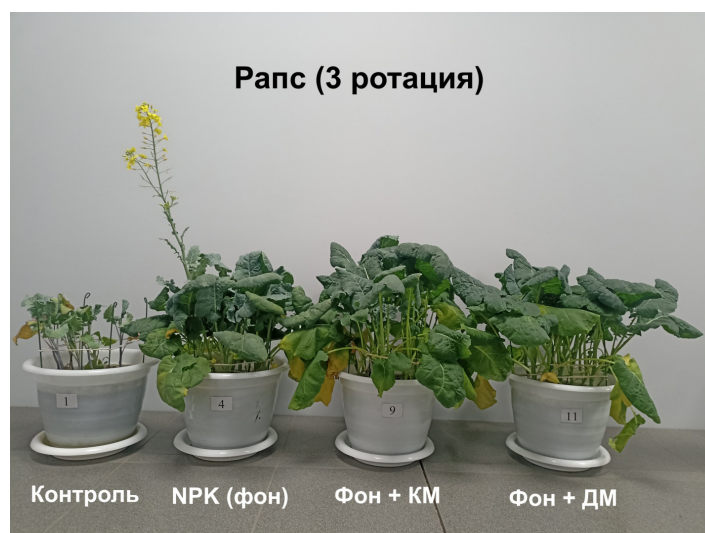 Рапс (3 ротация)
1
4
9
11
Контроль
NPK (фон)
Фон + КМ
Фон + ДМ